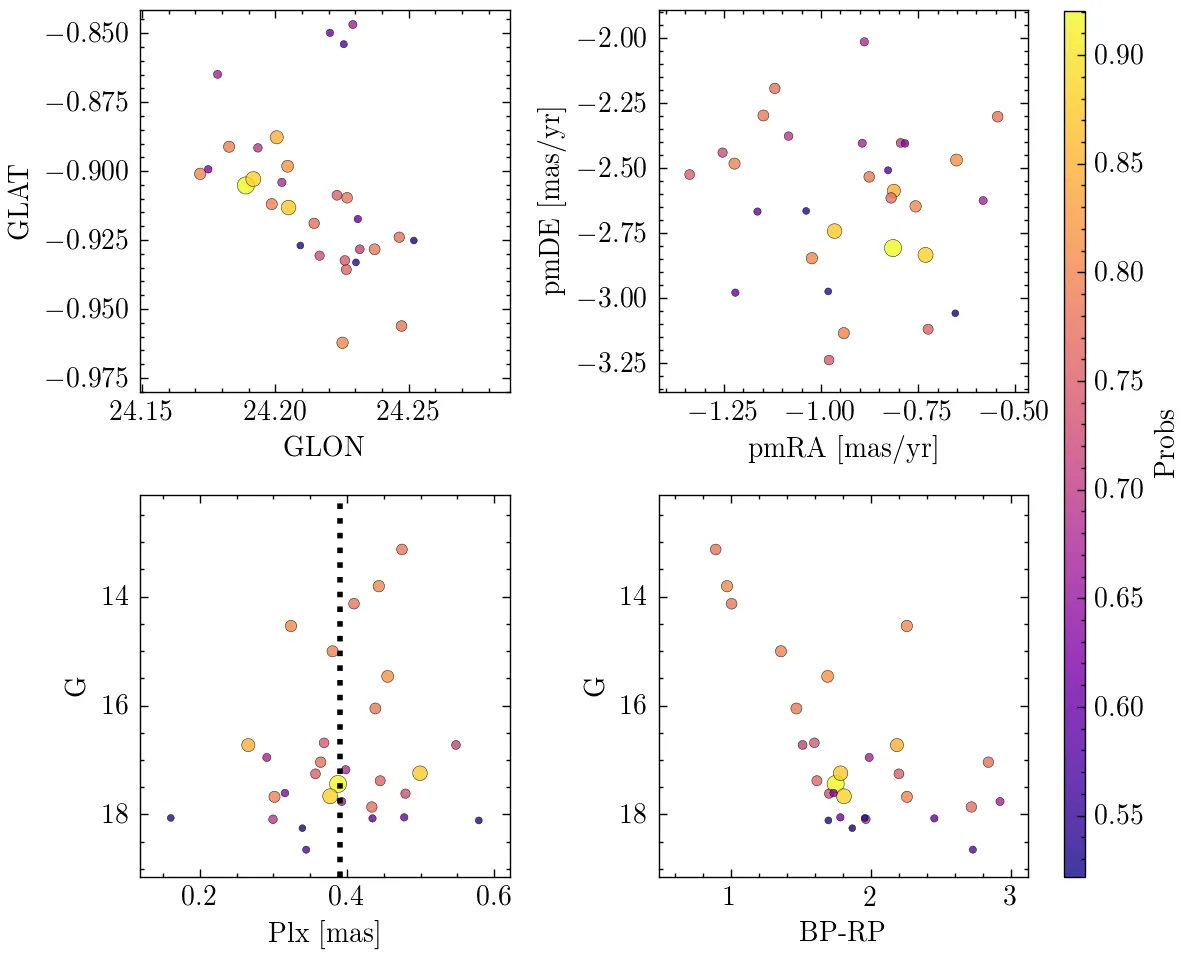 −0.850
−0.875
−0.900
−0.925
−0.950
−0.975
GLAT
24.15 24.20 24.25
GLON
−2.00
−2.25
−2.50
−2.75
−3.00
−3.25
pmDE [mas/yr]
−1.25 −1.00 −0.75 −0.50
pmRA [mas/yr]
14
16
18
G
0.2 0.4 0.6
Plx [mas]
14
16
18
G
1 2 3
BP-RP
0.90
0.85
0.80
0.75
0.70
0.65
0.60
0.55
Probs